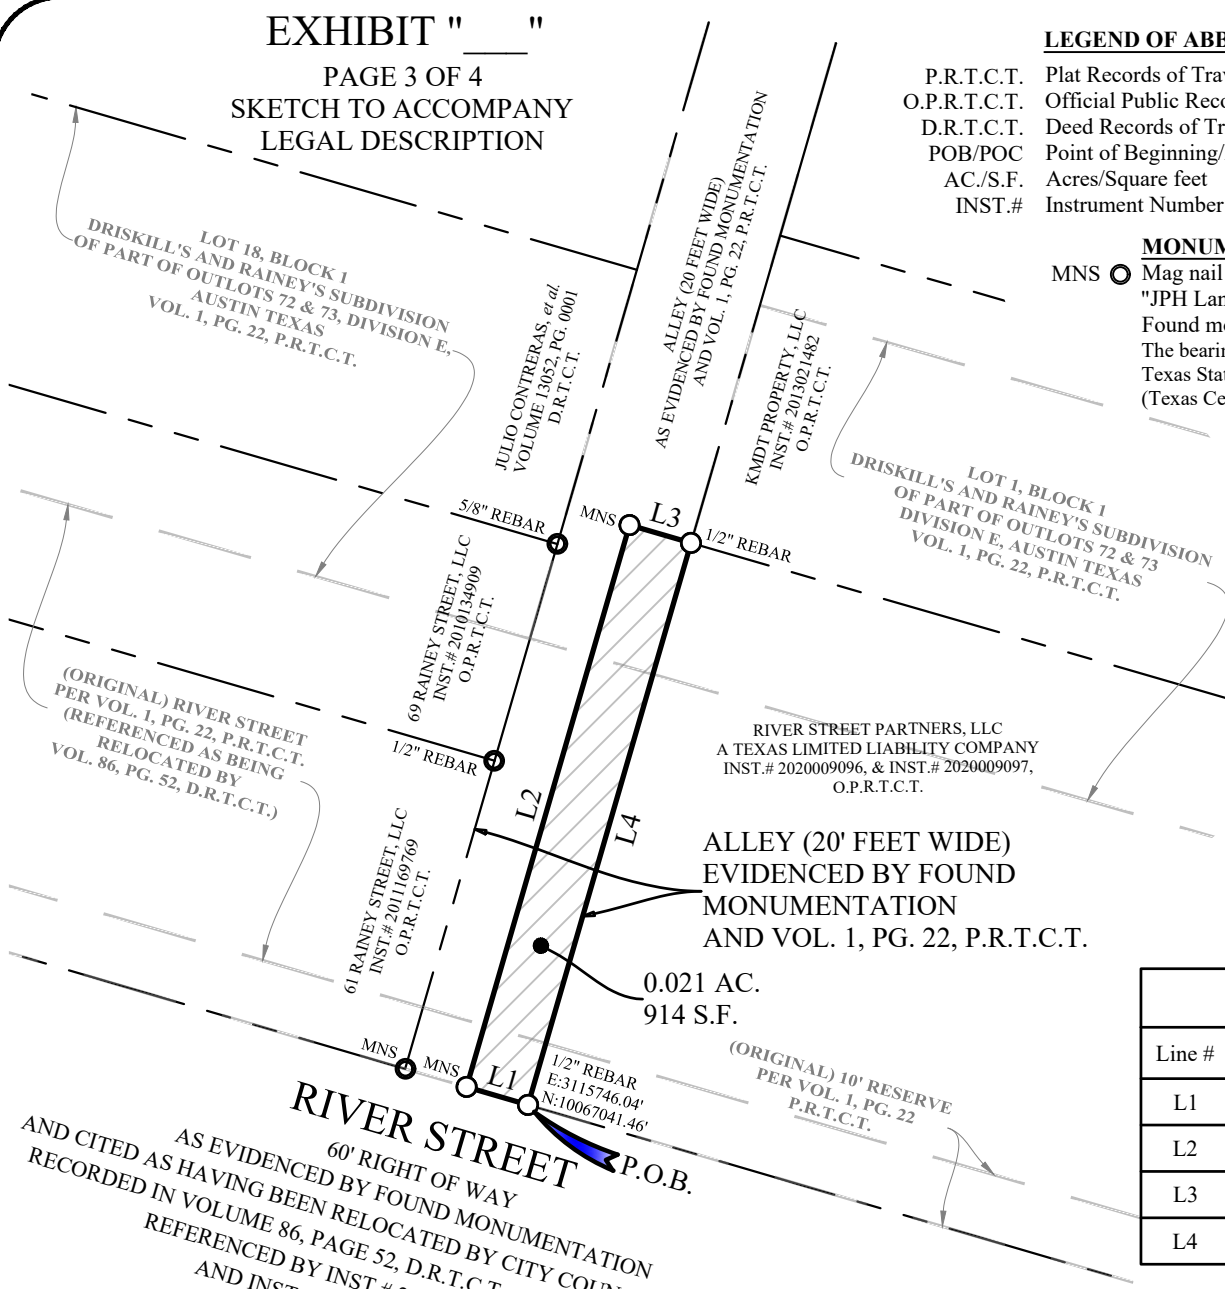 EXHIBIT "___"
PAGE 3 OF 4
SKETCH TO ACCOMPANY
LEGAL DESCRIPTION
LEGEND OF
P.R.T.C.T. Plat Records of
O.P.R.T.C.T. Official Public
D.R.T.C.T. Deed Records of
POB/POC Point of Beginning/
AC./S.F. Acres/Square feet
INST.# Instrument Number
MNS Mag nail
"JPH
Found
The
Texas
(Texas
LOT 18, BLOCK 1
DRISKILL'S AND RAINEY'S SUBDIVISION
OF PART OF OUTLOTS 72 & 73, DIVISION E,
AUSTIN TEXAS
VOL. 1, PG. 22, P.R.T.C.T.
JULIO CONTRERAS, et al.
VOLUME 13052, PG. 0001
D.R.T.C.T.
ALLEY (20 FEET WIDE)
AS EVIDENCED BY FOUND MONUMENTATION
AND VOL. 1, PG. 22, P.R.T.C.T.
KMDT PROPERTY, LLC
INST.# 2013021482
O.P.R.T.C.T.
LOT 1, BLOCK 1
DRISKILL'S AND RAINEY'S SUBDIVISION
OF PART OF OUTLOTS 72 & 73
DIVISION E, AUSTIN TEXAS
VOL. 1, PG. 22, P.R.T.C.T.
5/8" REBAR
MNS
L3
1/2" REBAR
69 RAINEY STREET, LLC
INST.# 2010134909
O.P.R.T.C.T.
(ORIGINAL) RIVER STREET
PER VOL. 1, PG. 22, P.R.T.C.T.
(REFERENCED AS BEING
RELOCATED BY
VOL. 86, PG. 52, D.R.T.C.T.)
1/2" REBAR
RIVER STREET PARTNERS, LLC
A TEXAS LIMITED LIABILITY COMPANY
INST.# 2020009096, & INST.# 2020009097,
O.P.R.T.C.T.
L2
L4
61 RAINEY STREET, LLC
INST.# 2011169769
O.P.R.T.C.T.
ALLEY (20' FEET WIDE)
EVIDENCED BY FOUND
MONUMENTATION
AND VOL. 1, PG. 22, P.R.T.C.T.
0.021 AC.
914 S.F.
MNS
MNS
L1
1/2" REBAR
E:3115746.04'
N:10067041.46'
P.O.B.
(ORIGINAL) 10' RESERVE
PER VOL. 1, PG. 22
P.R.T.C.T.
RIVER STREET
60' RIGHT OF WAY
AS EVIDENCED BY FOUND MONUMENTATION
AND CITED AS HAVING BEEN RELOCATED BY CITY
RECORDED IN VOLUME 86, PAGE 52, D.R.T.C.T.
REFERENCED BY INST.#
AND
Line #
L1
L2
L3
L4